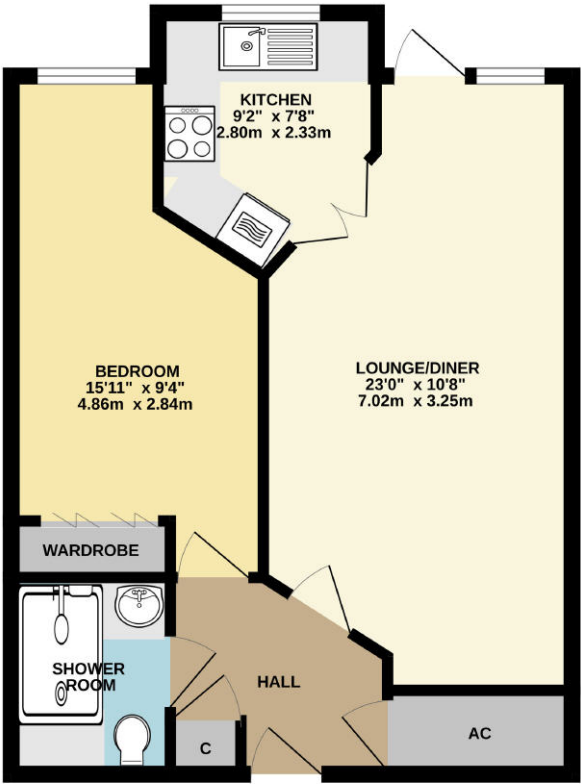 KITCHEN
9'2" x 7'8"
2.80m x 2.33m
BEDROOM
15'11" x 9'4"
4.86m x 2.84m
LOUNGE/DINER
23'0" x 10'8"
7.02m x 3.25m
WARDROBE
SHOWER
ROOM
HALL
C
AC